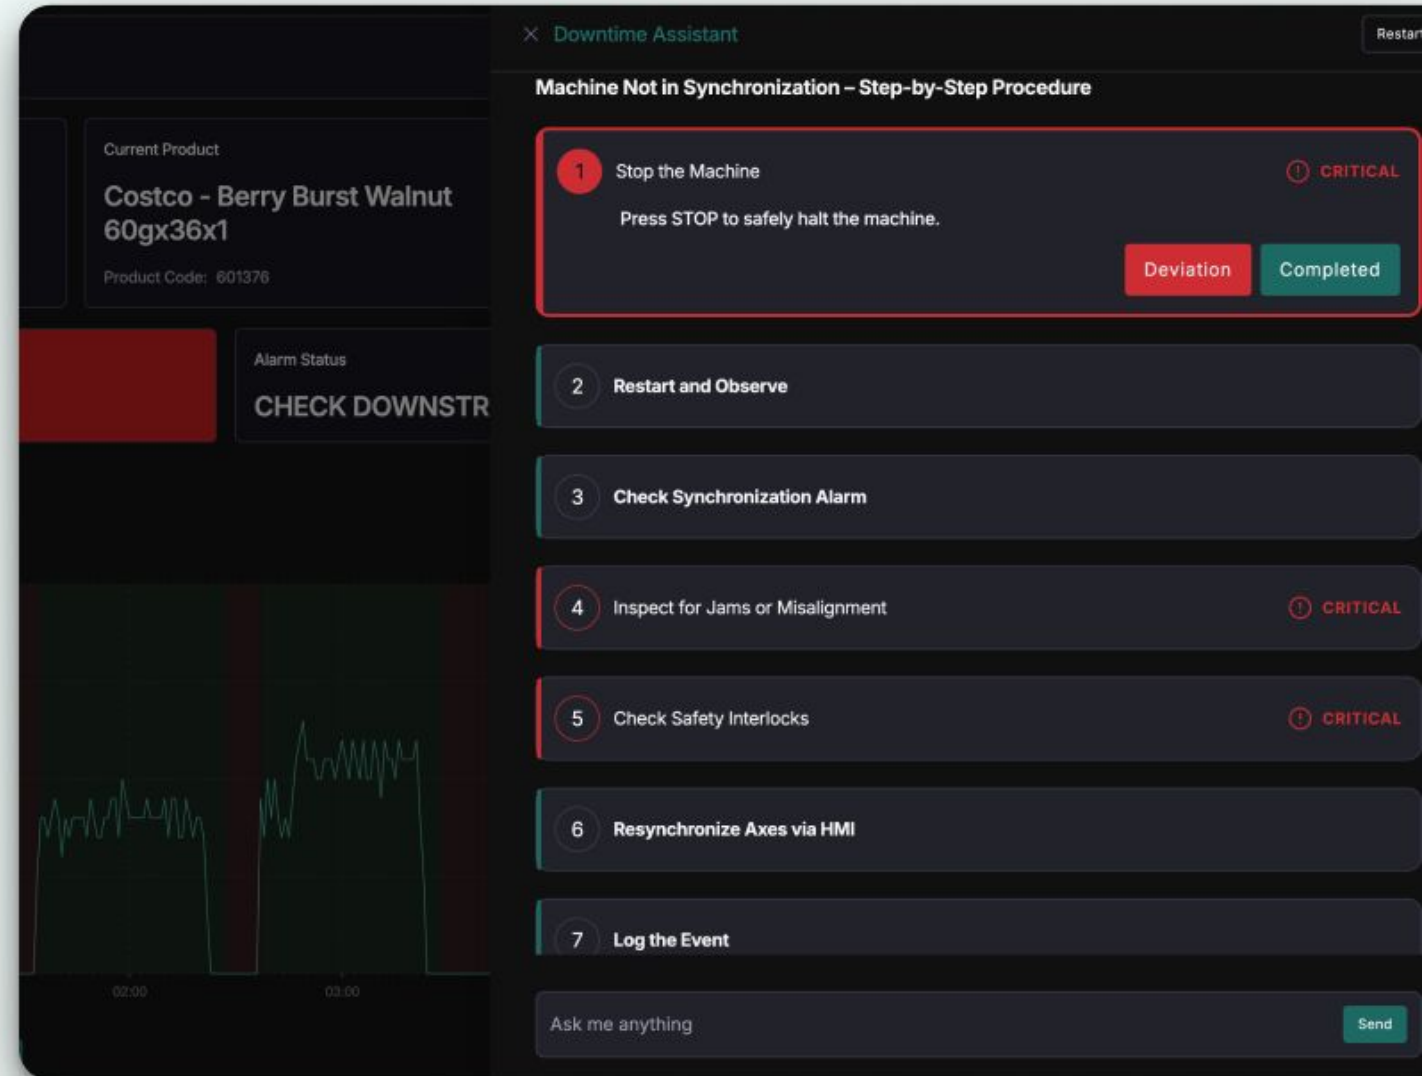 Downtime Assistant
Restart
Machine Not in Synchronization – Step-by-Step Procedure
Current Product
Costco - Berry Burst Walnut
60gx36x1
Product Code: 601376
Alarm Status
CHECK DOWNSTR
02:00
03:00
1
Stop the Machine
CRITICAL
Press STOP to safely halt the machine.
Deviation
Completed
2
Restart and Observe
3
Check Synchronization Alarm
4
Inspect for Jams or Misalignment
CRITICAL
5
Check Safety Interlocks
CRITICAL
6
Resynchronize Axes via HMI
7
Log the Event
Ask me anything
Send